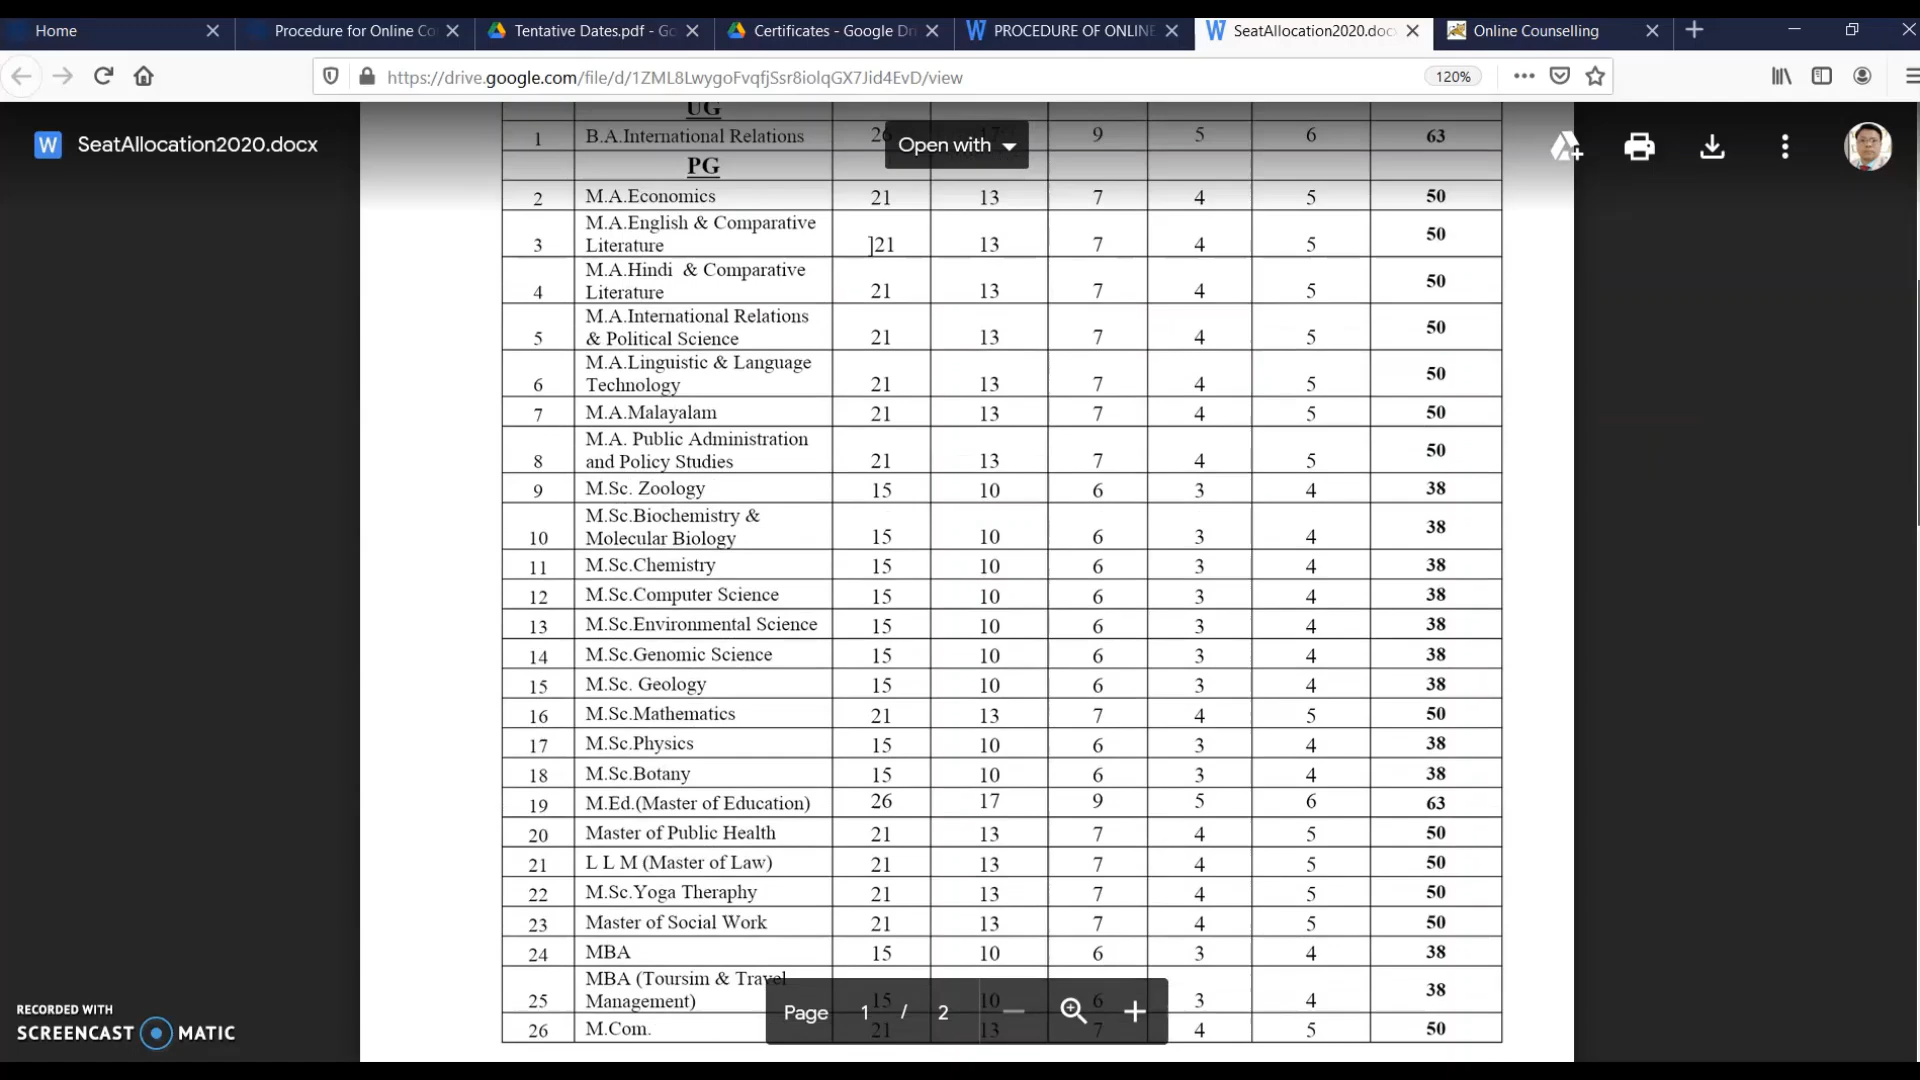 Home
Procedure for Online Co
Tentative Dates.pdf - Go
Certificates - Google Dri
PROCEDURE OF ONLINE
SeatAllocation2020.docx
Online Counselling
https://drive.google.com/file/d/1ZML8LwygoFvqfjSsr8iolqGX7Jid4EvD/view
120%
SeatAllocation2020.docx
Open with
UG
1 B.A.International Relations 26 17 9 5 6 63
PG
2 M.A.Economics 21 13 7 4 5 50
3 M.A.English & Comparative
Literature ]21 13 7 4 5 50
4 M.A.Hindi & Comparative
Literature 21 13 7 4 5 50
5 M.A.International Relations
& Political Science 21 13 7 4 5 50
6 M.A.Linguistic & Language
Technology 21 13 7 4 5 50
7 M.A.Malayalam 21 13 7 4 5 50
8 M.A. Public Administration
and Policy Studies 21 13 7 4 5 50
9 M.Sc. Zoology 15 10 6 3 4 38
10 M.Sc.Biochemistry &
Molecular Biology 15 10 6 3 4 38
11 M.Sc.Chemistry 15 10 6 3 4 38
12 M.Sc.Computer Science 15 10 6 3 4 38
13 M.Sc.Environmental Science 15 10 6 3 4 38
14 M.Sc.Genomic Science 15 10 6 3 4 38
15 M.Sc. Geology 15 10 6 3 4 38
16 M.Sc.Mathematics 21 13 7 4 5 50
17 M.Sc.Physics 15 10 6 3 4 38
18 M.Sc.Botany 15 10 6 3 4 38
19 M.Ed.(Master of Education) 26 17 9 5 6 63
20 Master of Public Health 21 13 7 4 5 50
21 L L M (Master of Law) 21 13 7 4 5 50
22 M.Sc.Yoga Theraphy 21 13 7 4 5 50
23 Master of Social Work 21 13 7 4 5 50
24 MBA 15 10 6 3 4 38
25 MBA (Toursim & Travel
Management) 15 10 6 3 4 38
26 M.Com. 21 13 7 4 5 50
Page 1 / 2
RECORDED WITH
SCREENCAST MATIC